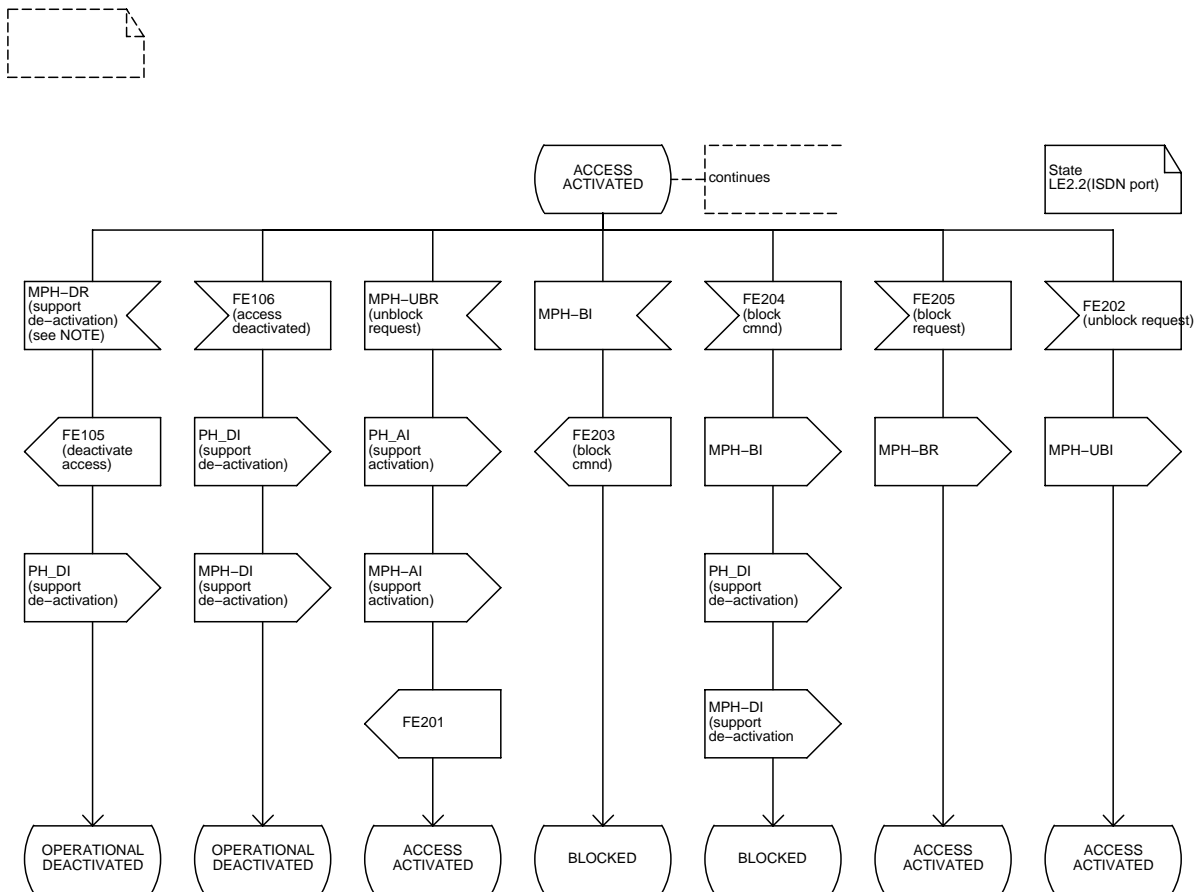 ACCESS
ACTIVATED
continues
State
LE2.2(ISDN port)
MPH−DR
(support
de−activation)
(see NOTE)
FE106
(access
deactivated)
MPH−UBR
(unblock
request)
MPH−BI
FE204
(block
cmnd)
FE205
(block
request)
FE202
(unblock request)
FE105
(deactivate
access)
PH_DI
(support
de−activation)
PH_AI
(support
activation)
FE203
(block
cmnd)
MPH−BI
MPH−BR
MPH−UBI
PH_DI
(support
de−activation)
MPH−DI
(support
de−activation)
MPH−AI
(support
activation)
PH_DI
(support
de−activation)
FE201
MPH−DI
(support
de−activation
OPERATIONAL
DEACTIVATED
OPERATIONAL
DEACTIVATED
ACCESS
ACTIVATED
BLOCKED
BLOCKED
ACCESS
ACTIVATED
ACCESS
ACTIVATED